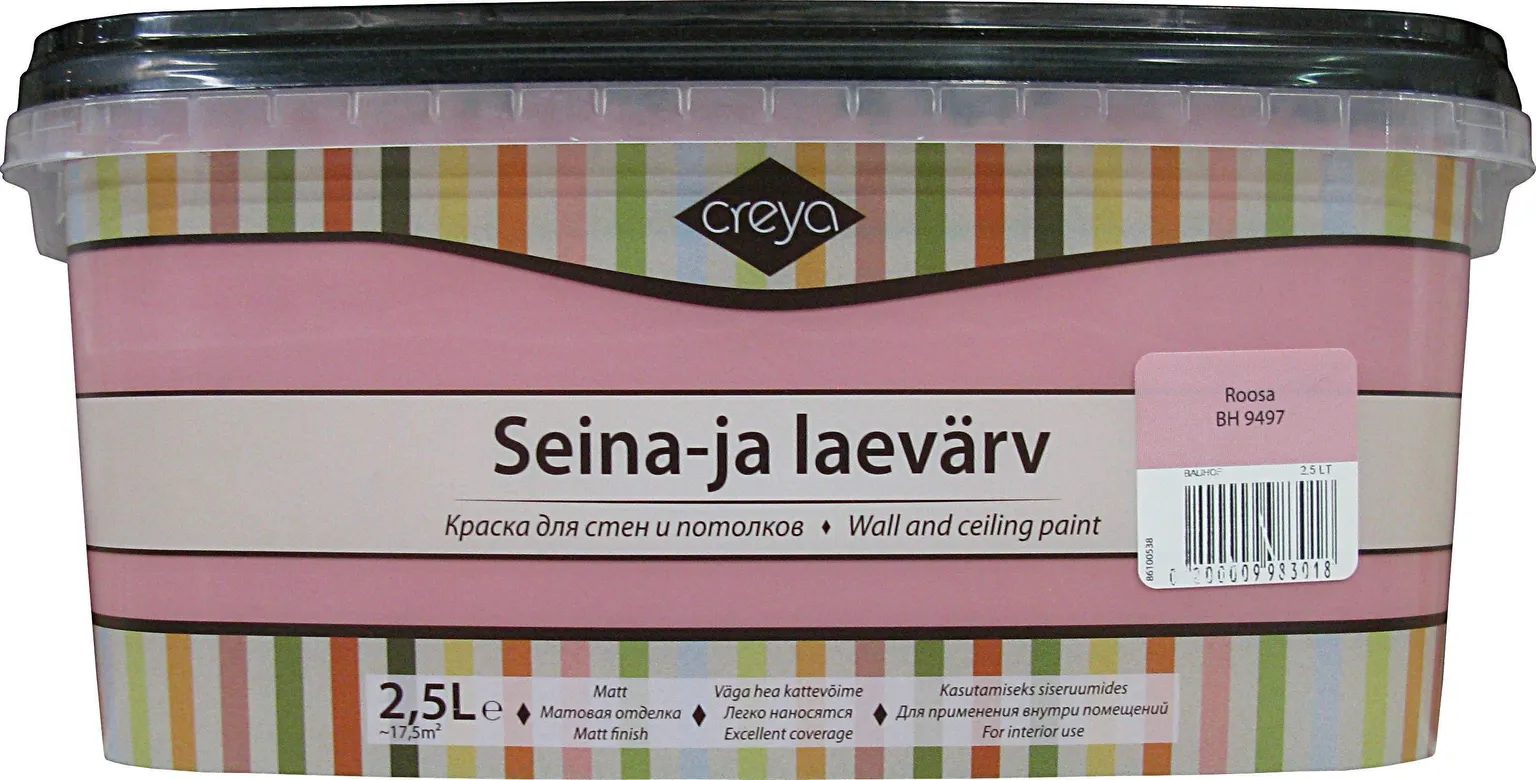 creya
Roosa
BH 9497
BAUHOF 2,5 LT
Seina-ja laevärv
Краска для стен и потолков ♦ Wall and ceiling paint
86100538
2,5L e
~17,5m²
Matt
Матовая отделка
Matt finish
Väga hea kattevõime
Легко наносятся
Excellent coverage
Kasutamiseks siseruumides
Для применения внутри помещений
For interior use